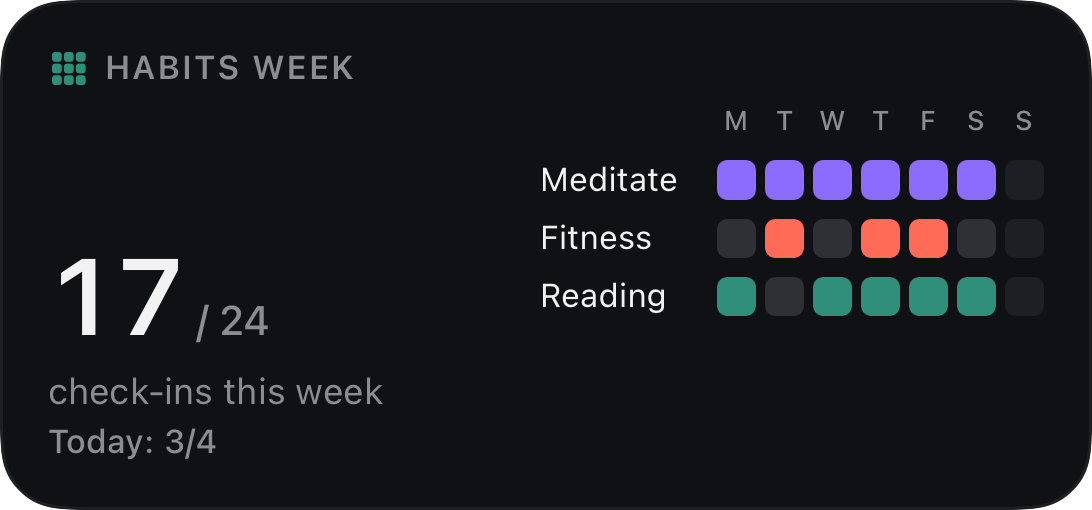 HABITS WEEK
M T W T F S S
Meditate
Fitness
Reading
17 / 24
check-ins this week
Today: 3/4